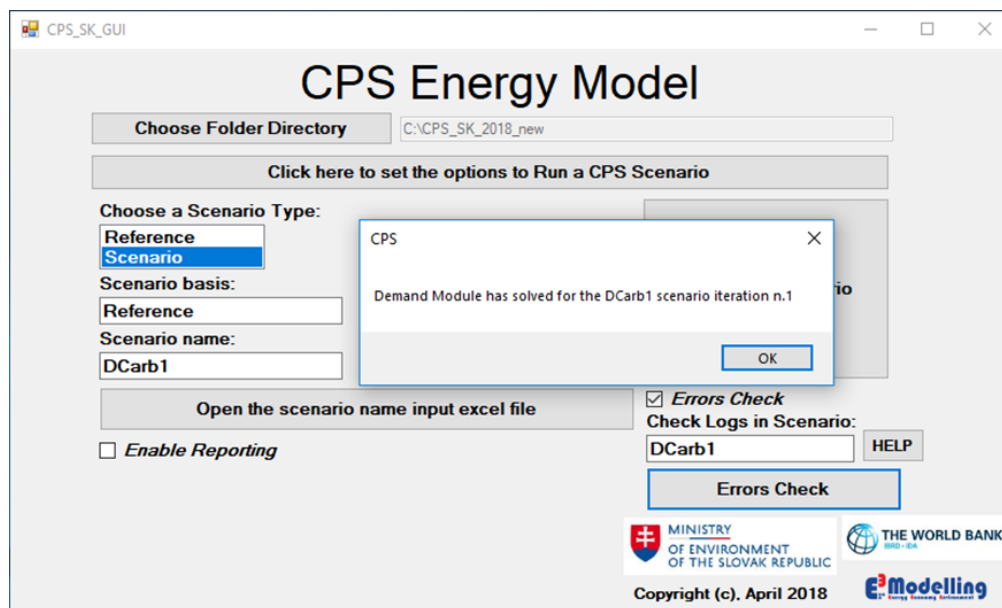 CPS_SK_GUI
CPS Energy Model
Choose Folder Directory
C:\CPS_SK_2018_new
Click here to set the options to Run a CPS Scenario
Choose a Scenario Type:
Reference
Scenario
Scenario basis:
Reference
Scenario name:
DCarb1
CPS
Demand Module has solved for the DCarb1 scenario iteration n.1
OK
rio
Open the scenario name input excel file
Enable Reporting
Errors Check
Check Logs in Scenario:
DCarb1
HELP
Errors Check
MINISTRY
OF ENVIRONMENT
OF THE SLOVAK REPUBLIC
THE WORLD BANK
IBRD • IDA
Copyright (c), April 2018
E3Modelling
Energy Economy Environment